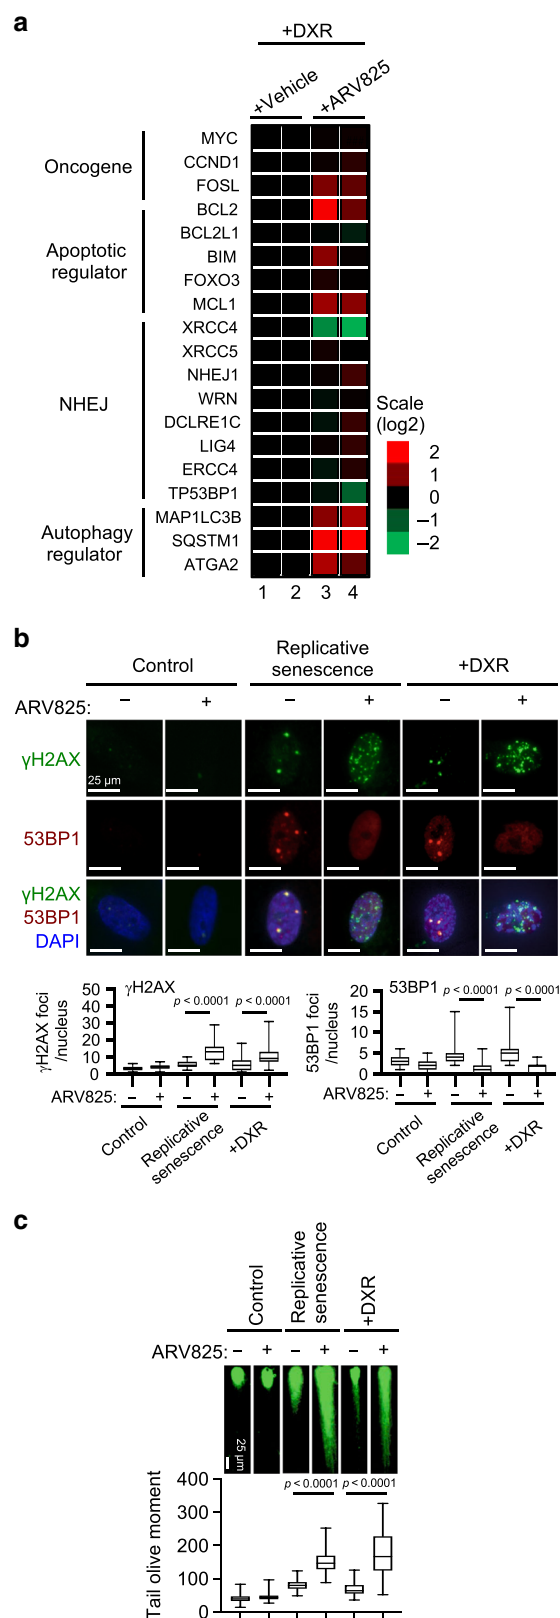 a
+DXR
+Vehicle
+ARV825
Oncogene
MYC
CCND1
FOSL
Apoptotic
regulator
BCL2
BCL2L1
BIM
FOXO3
MCL1
NHEJ
XRCC4
XRCC5
NHEJ1
WRN
DCLRE1C
LIG4
ERCC4
TP53BP1
Autophagy
regulator
MAP1LC3B
SQSTM1
ATGA2
1 2 3 4
Scale
(log2)
2
1
0
–1
–2
b
Control
Replicative
senescence
+DXR
ARV825: – + – + – +
γH2AX
25 μm
53BP1
γH2AX
53BP1
DAPI
γH2AX
p < 0.0001 p < 0.0001
γH2AX foci
/nucleus
50
40
30
20
10
0
ARV825: – + – + – +
Control
Replicative
senescence
+DXR
53BP1
p < 0.0001 p < 0.0001
53BP1 foci
/nucleus
20
15
10
5
0
ARV825: – + – + – +
Control
Replicative
senescence
+DXR
c
Control
Replicative
senescence
+DXR
ARV825: – + – + – +
25 μm
p < 0.0001 p < 0.0001
Tail olive moment
400
300
200
100
0